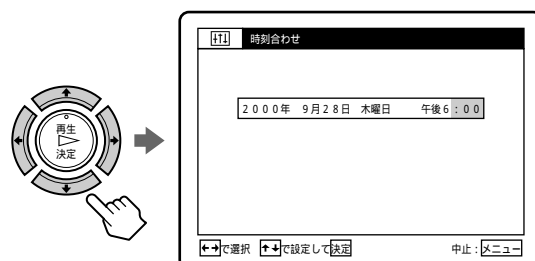 時刻合わせ
2000年 9月28日 木曜日 午後6:00
再生
決定
←→で選択 ↑↓で設定して決定 中止:メニュー